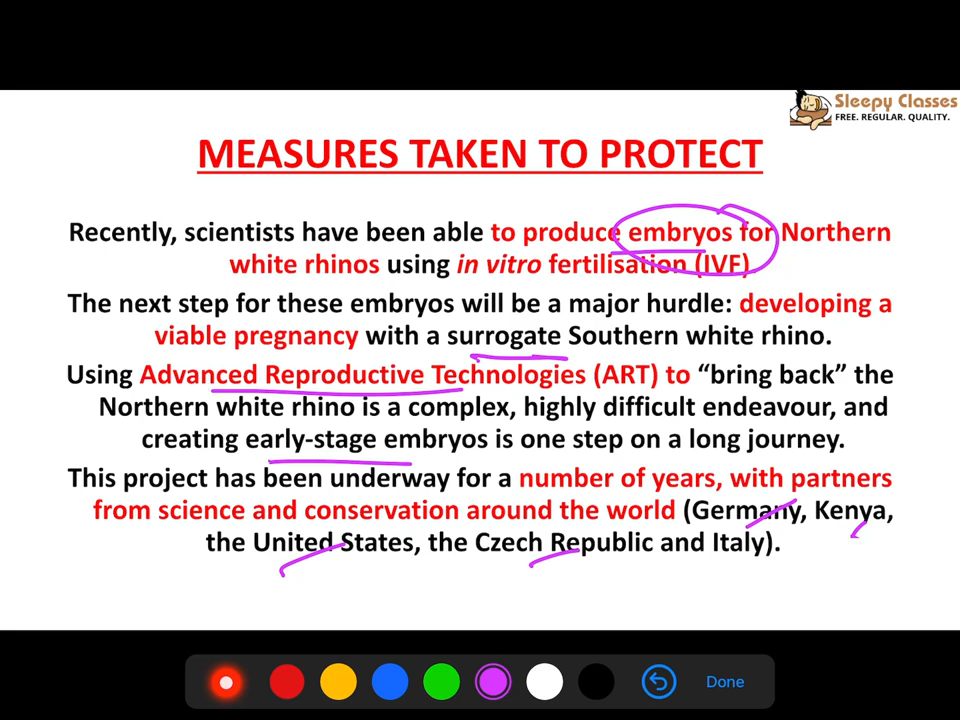 Sleepy Classes
FREE. REGULAR. QUALITY.
MEASURES TAKEN TO PROTECT
Recently, scientists have been able to produce embryos for Northern
white rhinos using in vitro fertilisation (IVF).
The next step for these embryos will be a major hurdle: developing a
viable pregnancy with a surrogate Southern white rhino.
Using Advanced Reproductive Technologies (ART) to “bring back” the
Northern white rhino is a complex, highly difficult endeavour, and
creating early-stage embryos is one step on a long journey.
This project has been underway for a number of years, with partners
from science and conservation around the world (Germany, Kenya,
the United States, the Czech Republic and Italy).
Done